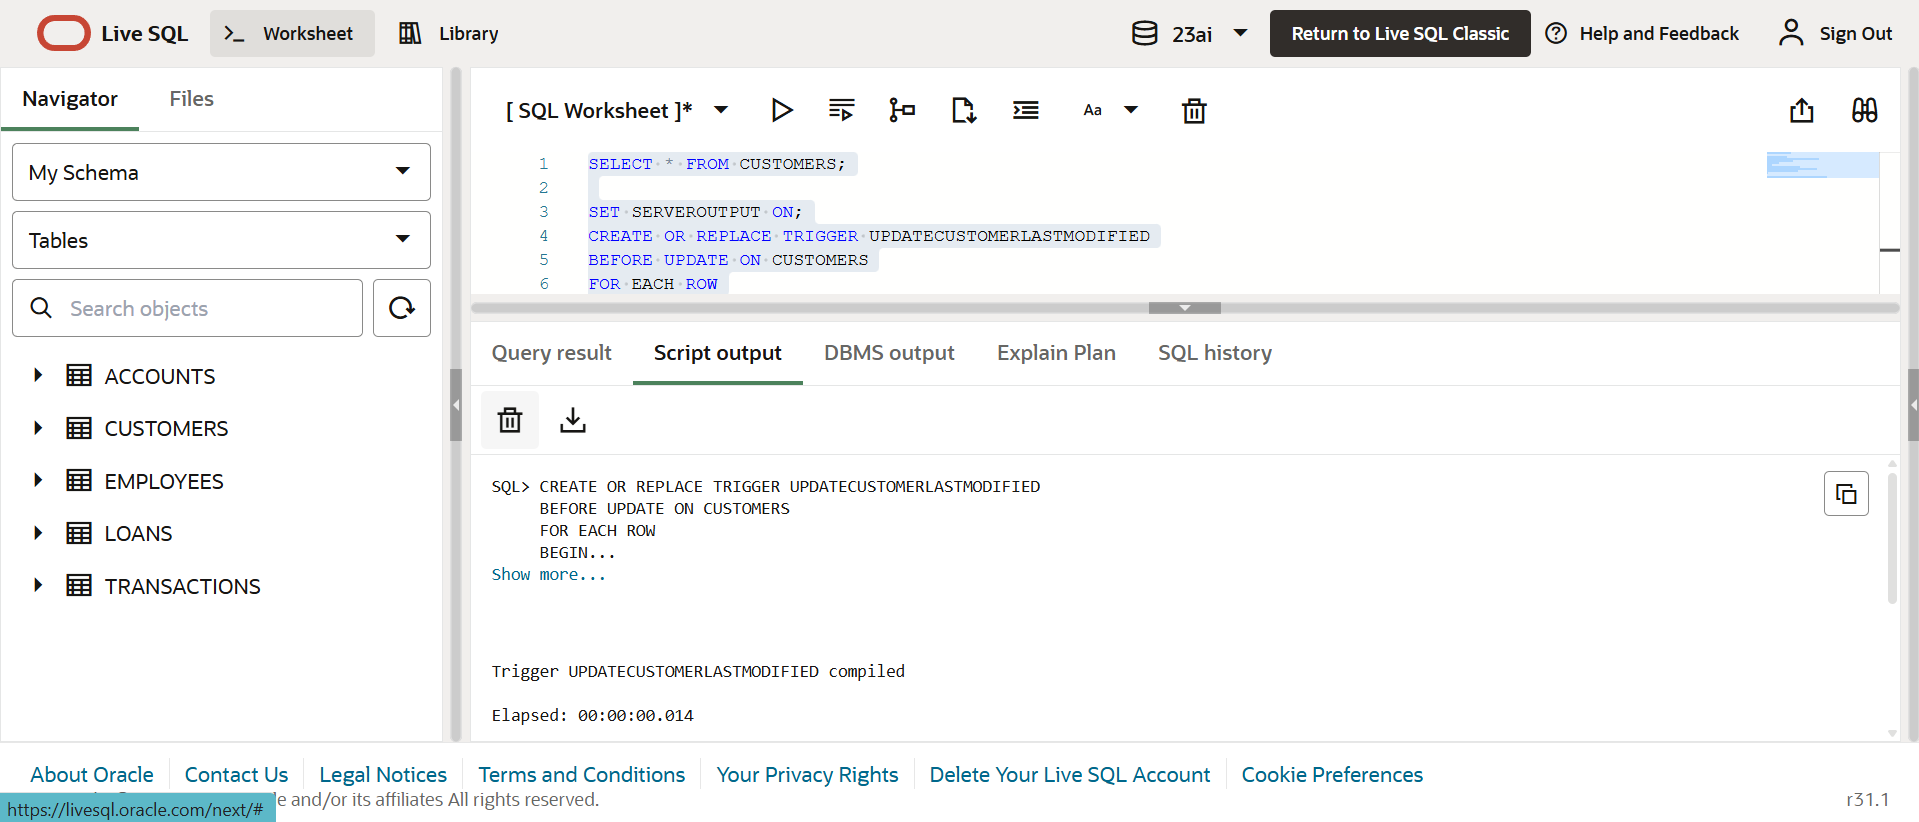 Live SQL
Worksheet
Library
23ai
Return to Live SQL Classic
Help and Feedback
Sign Out
Navigator
Files
My Schema
Tables
Search objects
ACCOUNTS
CUSTOMERS
EMPLOYEES
LOANS
TRANSACTIONS
[ SQL Worksheet ]*
Aa
1 SELECT * FROM CUSTOMERS;
2
3 SET SERVEROUTPUT ON;
4 CREATE OR REPLACE TRIGGER UPDATECUSTOMERLASTMODIFIED
5 BEFORE UPDATE ON CUSTOMERS
6 FOR EACH ROW
Query result
Script output
DBMS output
Explain Plan
SQL history
SQL> CREATE OR REPLACE TRIGGER UPDATECUSTOMERLASTMODIFIED
BEFORE UPDATE ON CUSTOMERS
FOR EACH ROW
BEGIN...
Show more...
Trigger UPDATECUSTOMERLASTMODIFIED compiled
Elapsed: 00:00:00.014
About Oracle
Contact Us
Legal Notices
Terms and Conditions
Your Privacy Rights
Delete Your Live SQL Account
Cookie Preferences
and/or its affiliates All rights reserved.
https://livesql.oracle.com/next/#
r31.1